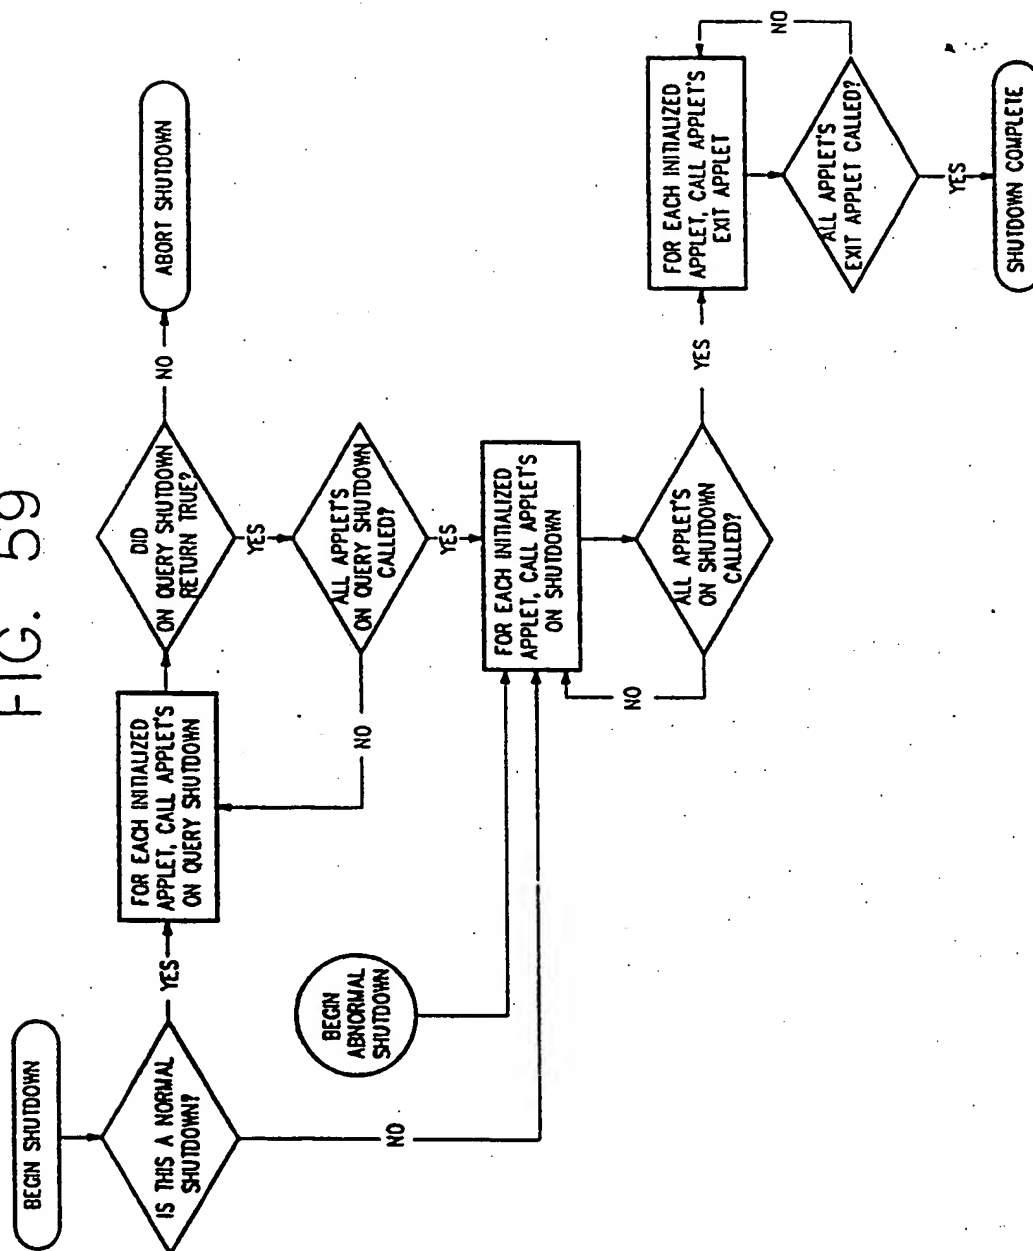 FIG. 59
BEGIN SHUTDOWN
IS THIS A NORMAL
SHUTDOWN?
YES
NO
FOR EACH INITIALIZED
APPLET, CALL APPLET'S
ON QUERY SHUTDOWN
DID
ON QUERY SHUTDOWN
RETURN TRUE?
NO
ABORT SHUTDOWN
YES
ALL APPLET'S
ON QUERY SHUTDOWN
CALLED?
NO
YES
BEGIN
ABNORMAL
SHUTDOWN
FOR EACH INITIALIZED
APPLET, CALL APPLET'S
ON SHUTDOWN
ALL APPLET'S
ON SHUTDOWN
CALLED?
NO
YES
FOR EACH INITIALIZED
APPLET, CALL APPLET'S
EXIT APPLET
ALL APPLET'S
EXIT APPLET CALLED?
NO
YES
SHUTDOWN COMPLETE